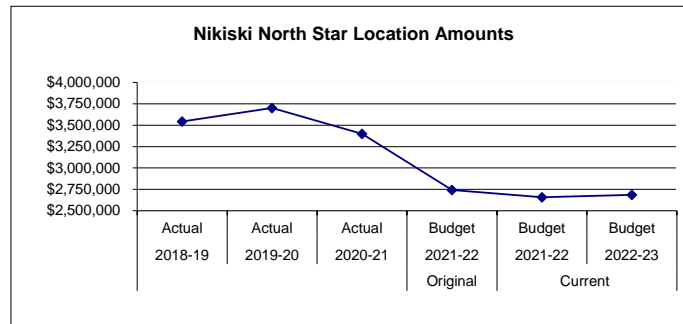 Nikiski North Star Location Amounts
$4,000,000
$3,750,000
$3,500,000
$3,250,000
$3,000,000
$2,750,000
$2,500,000
Actual Actual Actual Budget Budget Budget
2018-19 2019-20 2020-21 2021-22 2021-22 2022-23
Original Current